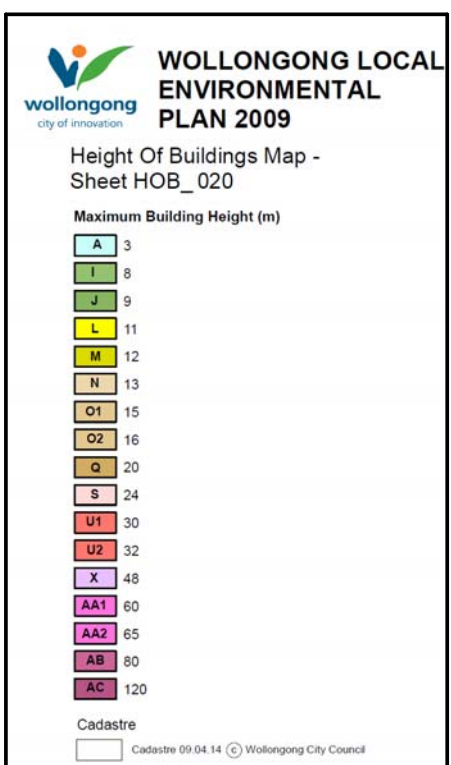 wollongong
city of innovation
WOLLONGONG LOCAL
ENVIRONMENTAL
PLAN 2009
Height Of Buildings Map -
Sheet HOB_020
Maximum Building Height (m)
A 3
I 8
J 9
L 11
M 12
N 13
O1 15
O2 16
Q 20
S 24
U1 30
U2 32
X 48
AA1 60
AA2 65
AB 80
AC 120
Cadastre
Cadastre 09.04.14 © Wollongong City Council